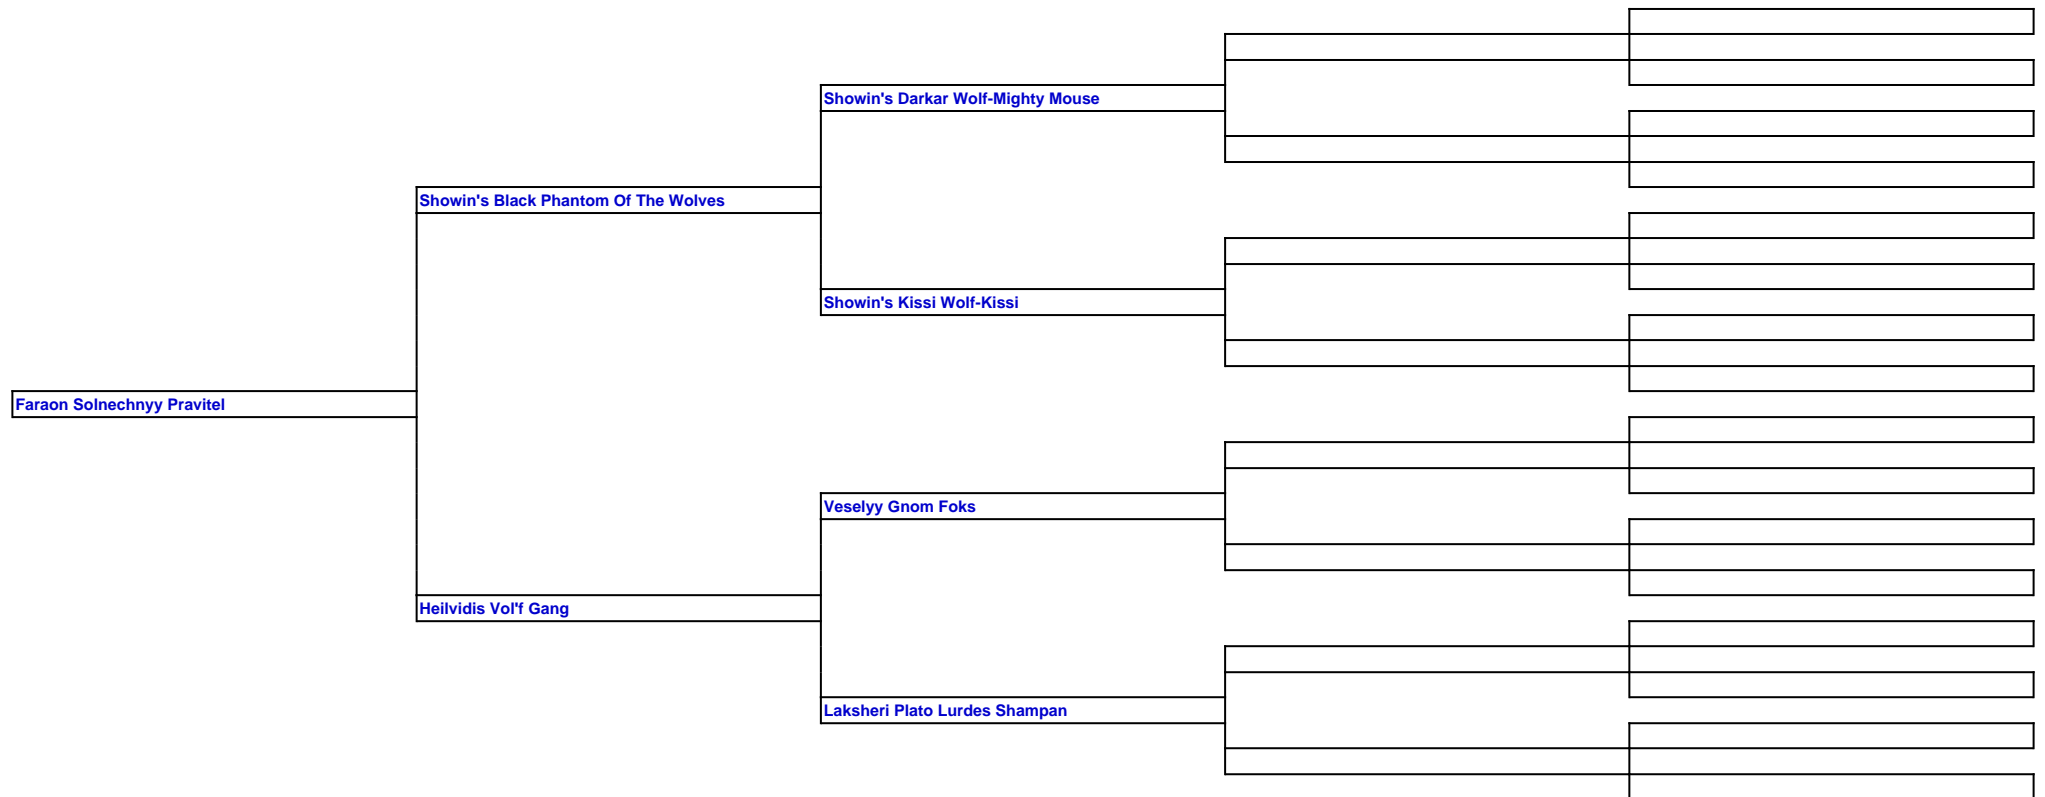 Showin's Darkar Wolf-Mighty Mouse
Showin's Black Phantom Of The Wolves
Showin's Kissi Wolf-Kissi
Faraon Solnechnyy Pravitel
Veselyy Gnom Foks
Heilvidis Vol'f Gang
Laksheri Plato Lurdes Shampan